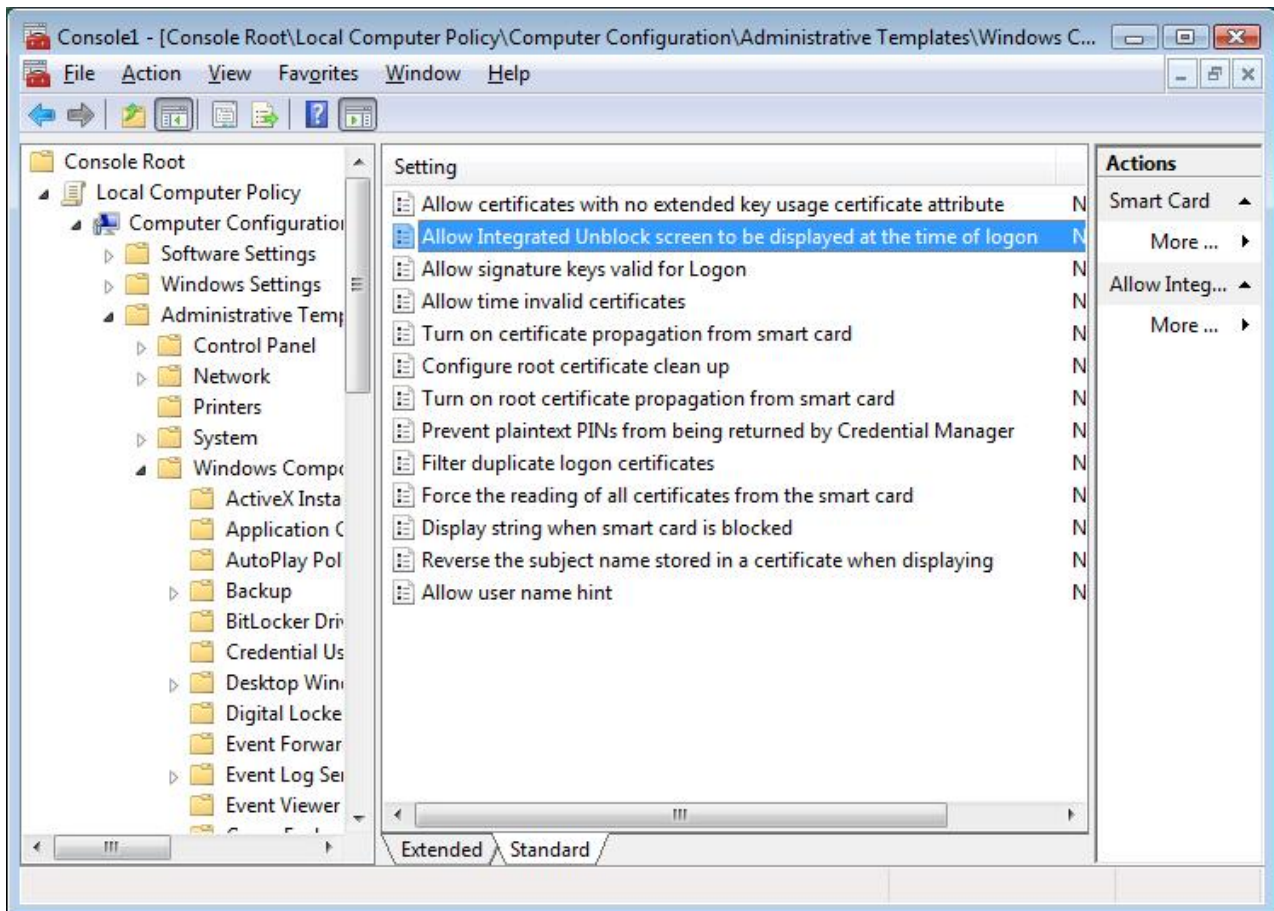 Console1 - [Console Root\Local Computer Policy\Computer Configuration\Administrative Templates\Windows C...
File Action View Favorites Window Help
Console Root
Local Computer Policy
Computer Configuration
Software Settings
Windows Settings
Administrative Temp
Control Panel
Network
Printers
System
Windows Compo
ActiveX Insta
Application C
AutoPlay Pol
Backup
BitLocker Driv
Credential Us
Desktop Wind
Digital Locke
Event Forwar
Event Log Ser
Event Viewer
Setting
Allow certificates with no extended key usage certificate attribute N
Allow Integrated Unblock screen to be displayed at the time of logon N
Allow signature keys valid for Logon N
Allow time invalid certificates N
Turn on certificate propagation from smart card N
Configure root certificate clean up N
Turn on root certificate propagation from smart card N
Prevent plaintext PINs from being returned by Credential Manager N
Filter duplicate logon certificates N
Force the reading of all certificates from the smart card N
Display string when smart card is blocked N
Reverse the subject name stored in a certificate when displaying N
Allow user name hint N
Extended Standard
Actions
Smart Card
More ...
Allow Integ...
More ...